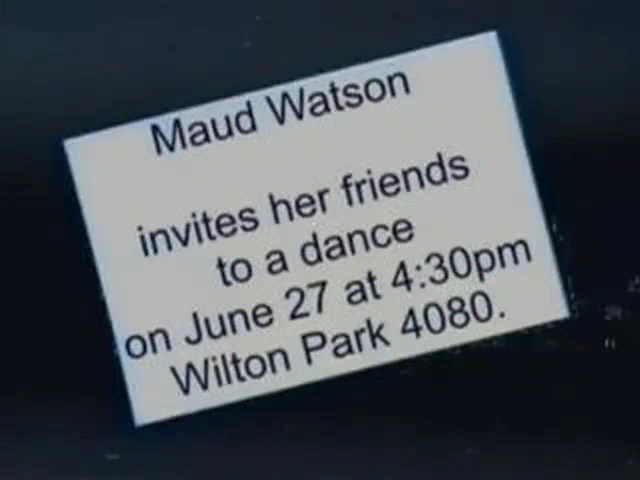 Maud Watson
invites her friends
to a dance
on June 27 at 4:30pm
Wilton Park 4080.